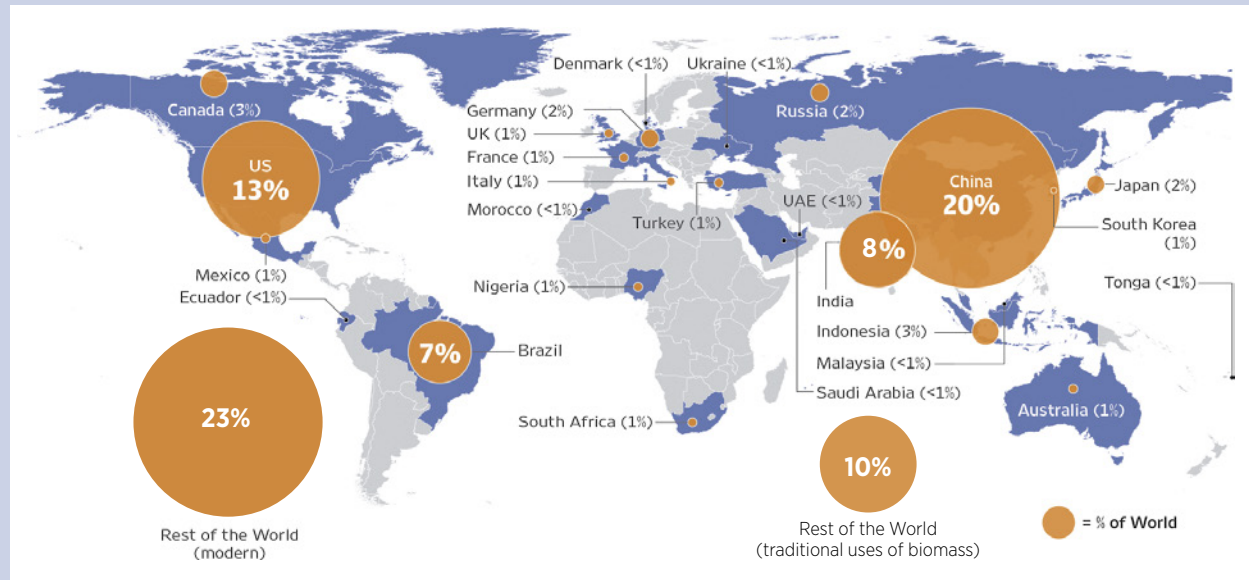 Denmark (<1%)
Ukraine (<1%)
Canada (3%)
Germany (2%)
Russia (2%)
UK (1%)
US
13%
France (1%)
China
20%
Italy (1%)
Japan (2%)
Morocco (<1%)
UAE (<1%)
Turkey (1%)
South Korea
(1%)
8%
Mexico (1%)
Tonga (<1%)
Nigeria (1%)
Ecuador (<1%)
India
Indonesia (3%)
7%
Brazil
Malaysia (<1%)
Saudi Arabia (<1%)
Australia (1%)
South Africa (1%)
23%
10%
Rest of the World
(modern)
Rest of the World
(traditional uses of biomass)
= % of World